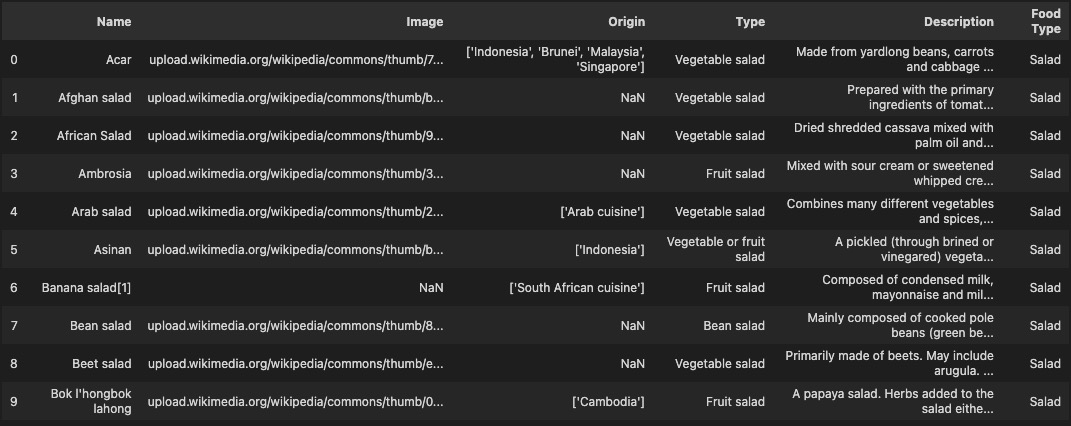 Name Image Origin Type Description Food Type
0 Acar upload.wikimedia.org/wikipedia/commons/thumb/7... ['Indonesia', 'Brunei', 'Malaysia', 'Singapore'] Vegetable salad Made from yardlong beans, carrots and cabbage ... Salad
1 Afghan salad upload.wikimedia.org/wikipedia/commons/thumb/b... NaN Vegetable salad Prepared with the primary ingredients of tomat... Salad
2 African Salad upload.wikimedia.org/wikipedia/commons/thumb/9... NaN Vegetable salad Dried shredded cassava mixed with palm oil and... Salad
3 Ambrosia upload.wikimedia.org/wikipedia/commons/thumb/3... NaN Fruit salad Mixed with sour cream or sweetened whipped cre... Salad
4 Arab salad upload.wikimedia.org/wikipedia/commons/thumb/2... ['Arab cuisine'] Vegetable salad Combines many different vegetables and spices,... Salad
5 Asinan upload.wikimedia.org/wikipedia/commons/thumb/b... ['Indonesia'] Vegetable or fruit salad A pickled (through brined or vinegared) vegeta... Salad
6 Banana salad[1] NaN ['South African cuisine'] Fruit salad Composed of condensed milk, mayonnaise and mil... Salad
7 Bean salad upload.wikimedia.org/wikipedia/commons/thumb/8... NaN Bean salad Mainly composed of cooked pole beans (green be... Salad
8 Beet salad upload.wikimedia.org/wikipedia/commons/thumb/e... NaN Vegetable salad Primarily made of beets. May include arugula. ... Salad
9 Bok l'hongbok lahong upload.wikimedia.org/wikipedia/commons/thumb/0... ['Cambodia'] Fruit salad A papaya salad. Herbs added to the salad eithe... Salad